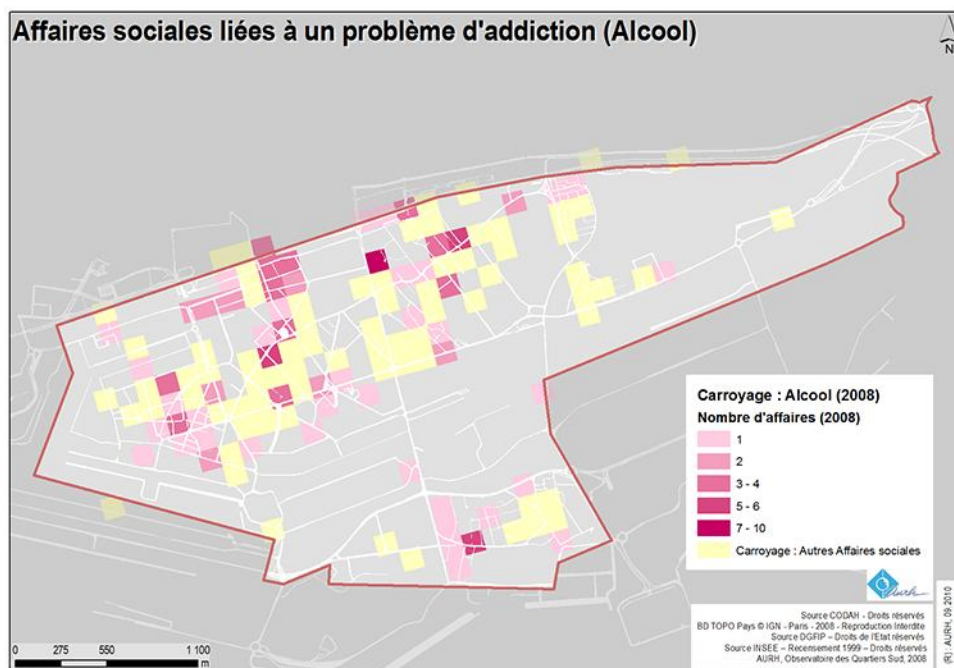 Affaires sociales liées à un problème d'addiction (Alcool)
N
Carroyage : Alcool (2008)
Nombre d'affaires (2008)
1
2
3 - 4
5 - 6
7 - 10
Carroyage : Autres Affaires sociales
aurh
Source CODAH - Droits réservés
BD TOPO Pays © IGN - Paris - 2008 - Reproduction Interdite
Source DGFIP – Droits de l'Etat réservés
Source INSEE – Recensement 1999 – Droits réservés
AURH, Observatoire des Quartiers Sud, 2008
(R) : AURH, 09.2010
0 275 550 1 100
m